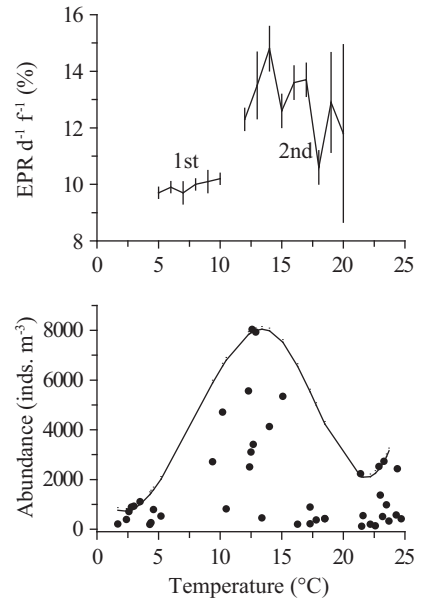 EPR d⁻¹ f⁻¹ (%)
16
14
12
10
8
1st
2nd
0 5 10 15 20 25
Abundance (inds. m⁻³)
8000
6000
4000
2000
0
0 5 10 15 20 25
Temperature (°C)